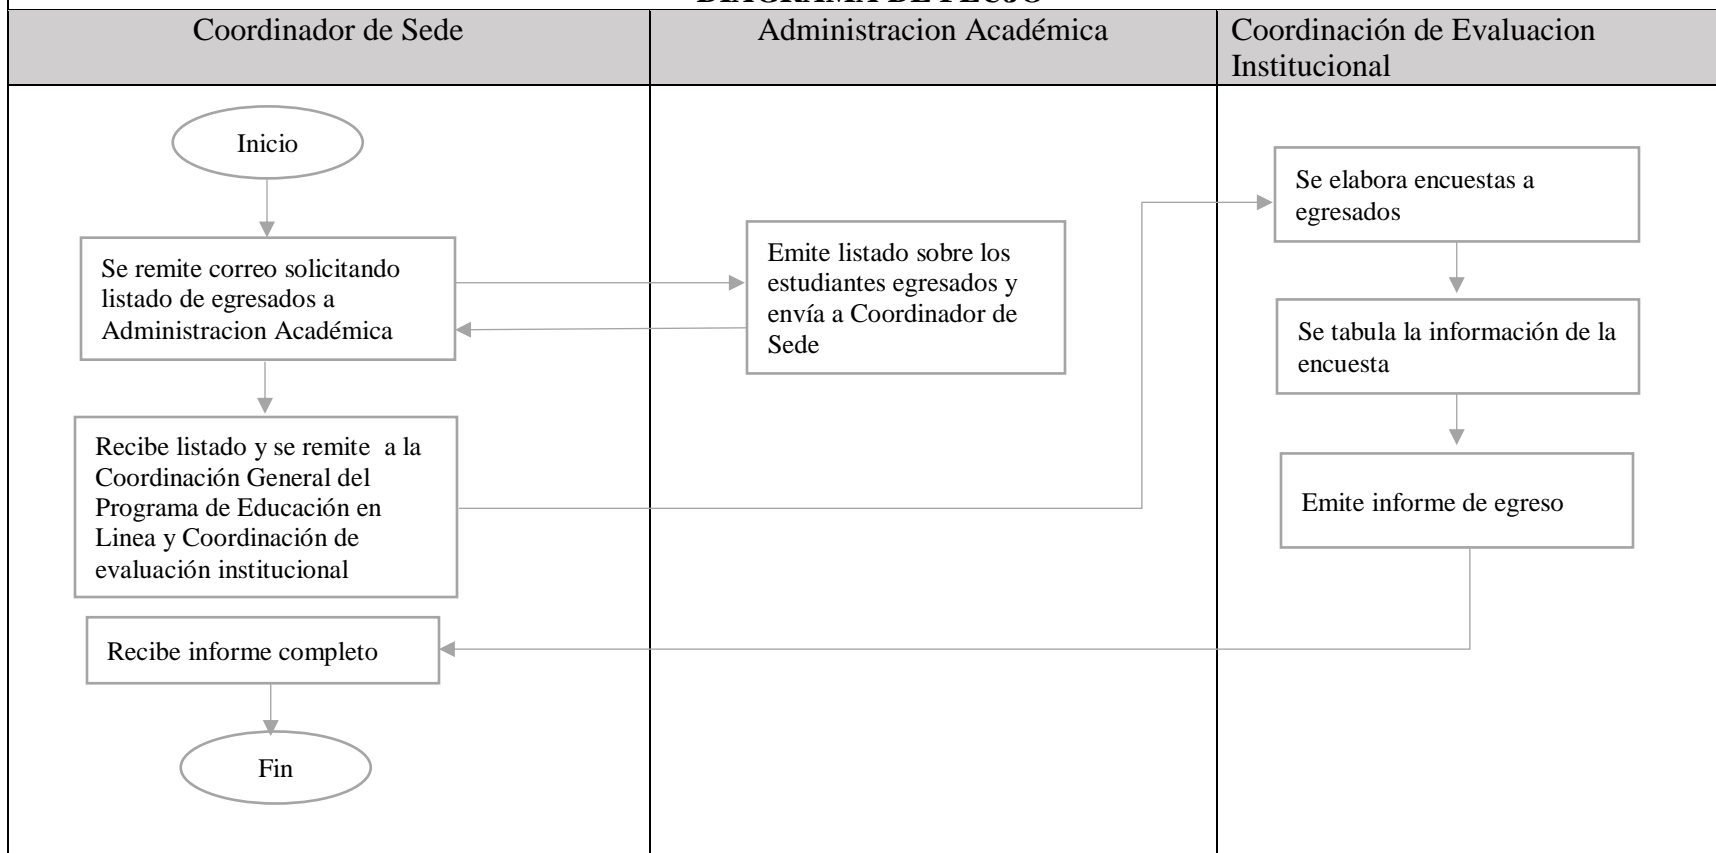 DIAGRAMA DE FLUJO
Coordinador de Sede
Administracion Académica
Coordinación de Evaluacion
Institucional
Inicio
Se remite correo solicitando
listado de egresados a
Administracion Académica
Emite listado sobre los
estudiantes egresados y
envía a Coordinador de
Sede
Recibe listado y se remite  a la
Coordinación General del
Programa de Educación en
Linea y Coordinación de
evaluación institucional
Se elabora encuestas a
egresados
Se tabula la información de la
encuesta
Emite informe de egreso
Recibe informe completo
Fin